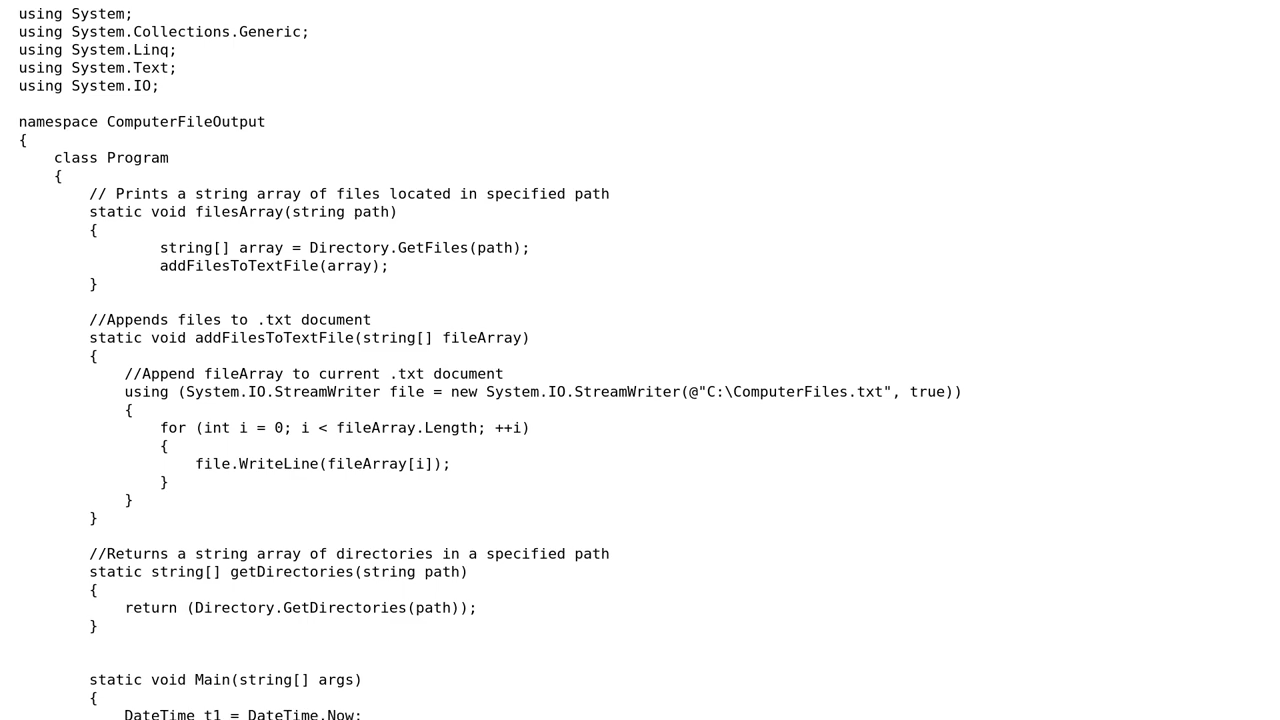 using System;
using System.Collections.Generic;
using System.Linq;
using System.Text;
using System.IO;

namespace ComputerFileOutput
{
    class Program
    {
        // Prints a string array of files located in specified path
        static void filesArray(string path)
        {
                string[] array = Directory.GetFiles(path);
                addFilesToTextFile(array);
        }

        //Appends files to .txt document
        static void addFilesToTextFile(string[] fileArray)
        {
            //Append fileArray to current .txt document
            using (System.IO.StreamWriter file = new System.IO.StreamWriter(@"C:\ComputerFiles.txt", true))
            {
                for (int i = 0; i < fileArray.Length; ++i)
                {
                    file.WriteLine(fileArray[i]);
                }
            }
        }

        //Returns a string array of directories in a specified path
        static string[] getDirectories(string path)
        {
            return (Directory.GetDirectories(path));
        }


        static void Main(string[] args)
        {
            DateTime t1 = DateTime.Now;